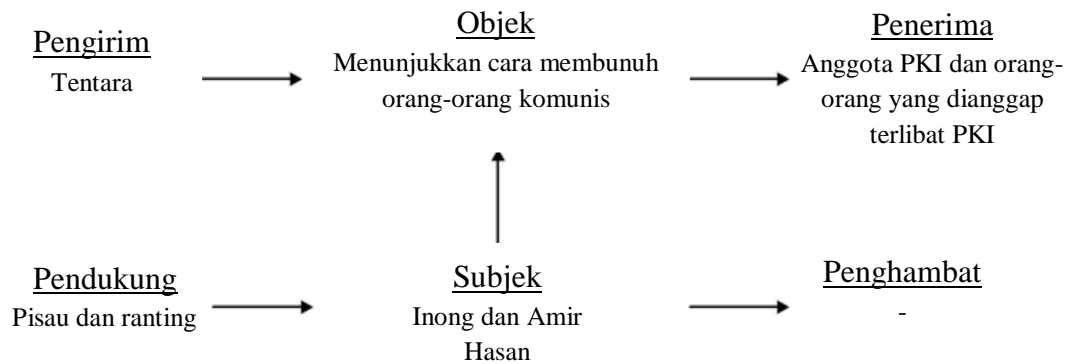 Pengirim
Tentara
Objek
Menunjukkan cara membunuh
orang-orang komunis
Penerima
Anggota PKI dan orang-
orang yang dianggap
terlibat PKI
Pendukung
Pisau dan ranting
Subjek
Inong dan Amir
Hasan
Penghambat
-